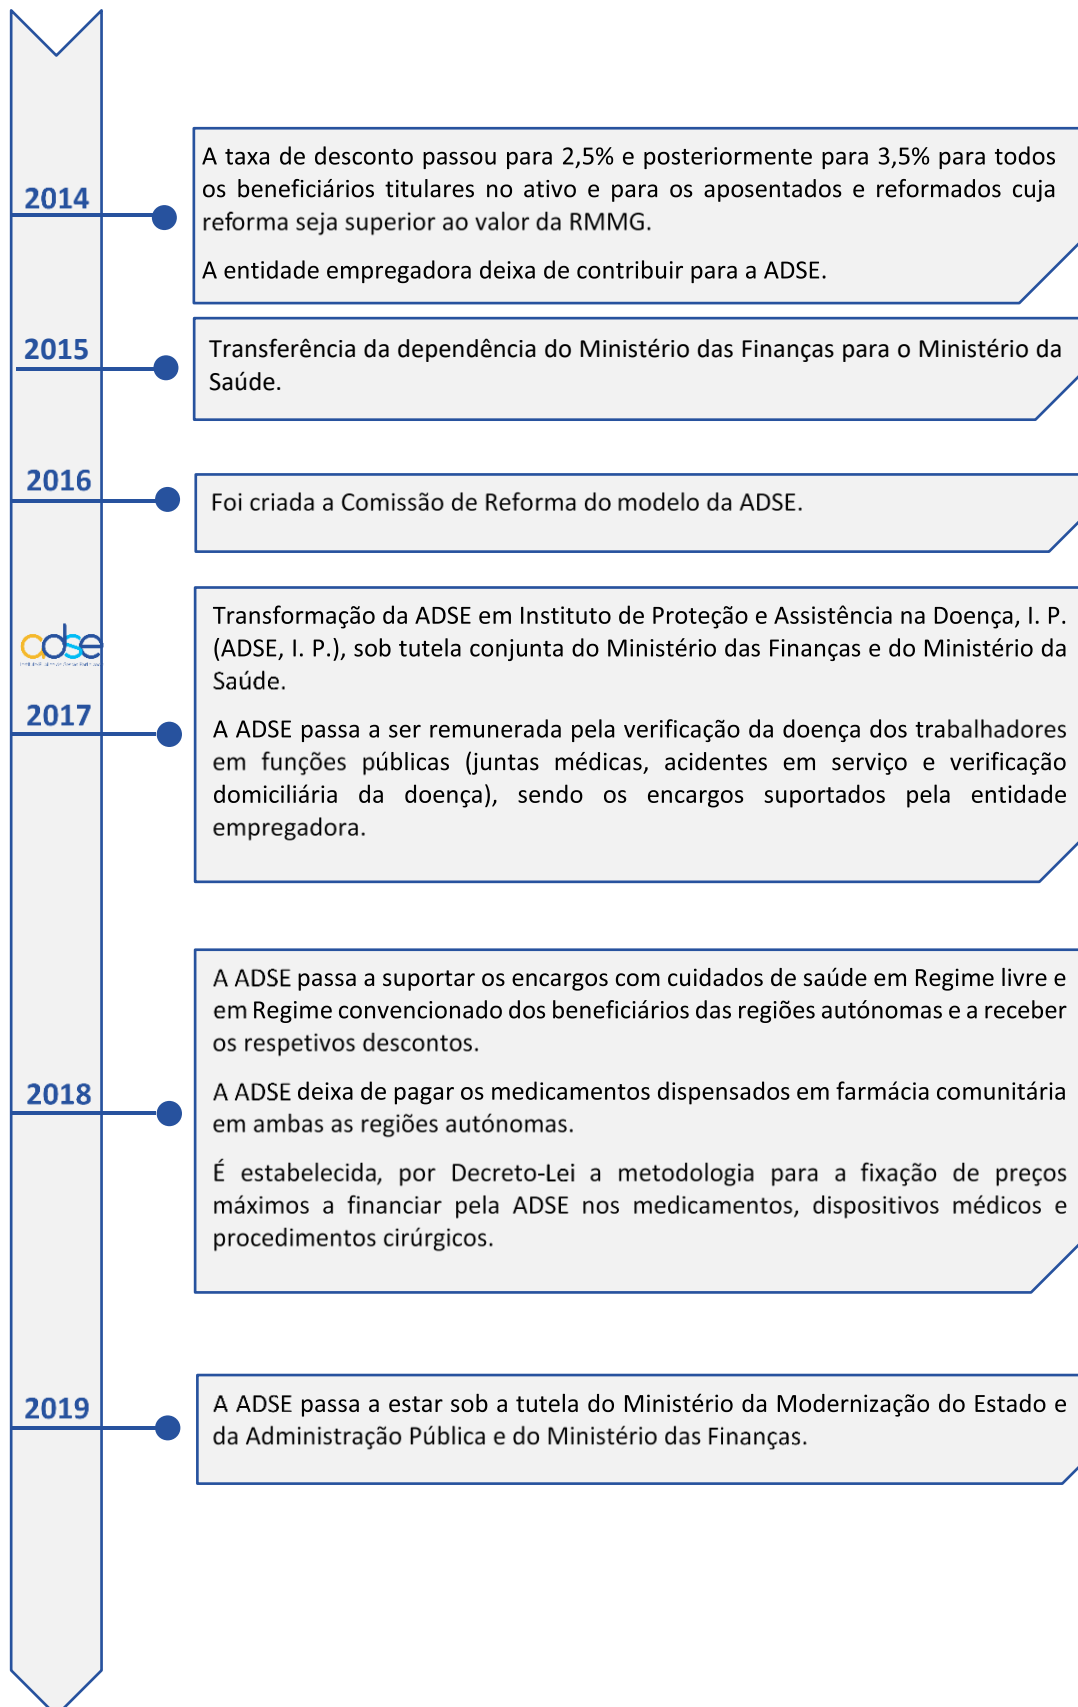 2014
A taxa de desconto passou para 2,5% e posteriormente para 3,5% para todos
os beneficiários titulares no ativo e para os aposentados e reformados cuja
reforma seja superior ao valor da RMMG.
A entidade empregadora deixa de contribuir para a ADSE.
2015
Transferência da dependência do Ministério das Finanças para o Ministério da
Saúde.
2016
Foi criada a Comissão de Reforma do modelo da ADSE.
adse
2017
Transformação da ADSE em Instituto de Proteção e Assistência na Doença, I. P.
(ADSE, I. P.), sob tutela conjunta do Ministério das Finanças e do Ministério da
Saúde.
A ADSE passa a ser remunerada pela verificação da doença dos trabalhadores
em funções públicas (juntas médicas, acidentes em serviço e verificação
domiciliária da doença), sendo os encargos suportados pela entidade
empregadora.
2018
A ADSE passa a suportar os encargos com cuidados de saúde em Regime livre e
em Regime convencionado dos beneficiários das regiões autónomas e a receber
os respetivos descontos.
A ADSE deixa de pagar os medicamentos dispensados em farmácia comunitária
em ambas as regiões autónomas.
É estabelecida, por Decreto-Lei a metodologia para a fixação de preços
máximos a financiar pela ADSE nos medicamentos, dispositivos médicos e
procedimentos cirúrgicos.
2019
A ADSE passa a estar sob a tutela do Ministério da Modernização do Estado e
da Administração Pública e do Ministério das Finanças.